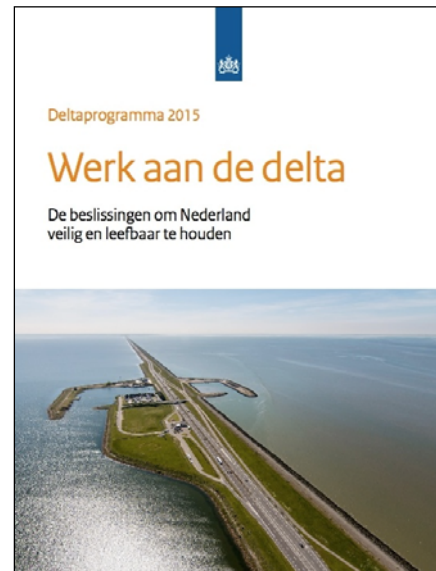 Deltaprogramma 2015
Werk aan de delta
De beslissingen om Nederland
veilig en leefbaar te houden